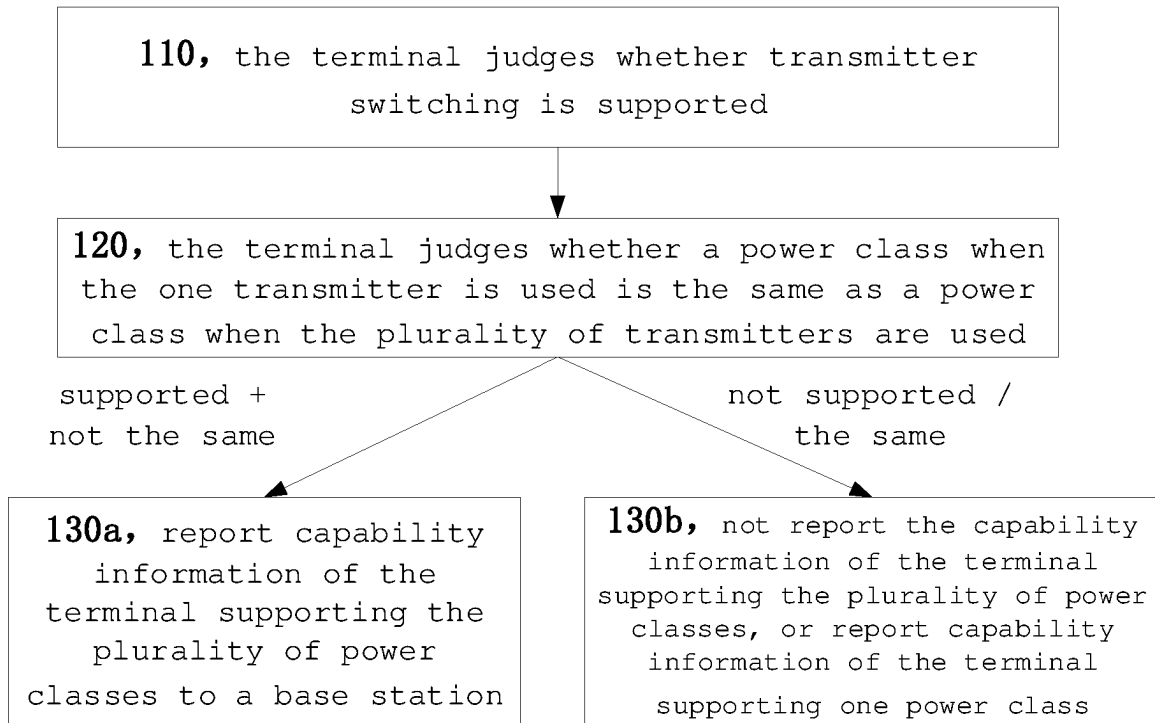 110, the terminal judges whether transmitter
switching is supported
120, the terminal judges whether a power class when
the one transmitter is used is the same as a power
class when the plurality of transmitters are used
supported +
not the same
not supported /
the same
130a, report capability
information of the
terminal supporting the
plurality of power
classes to a base station
130b, not report the capability
information of the terminal
supporting the plurality of power
classes, or report capability
information of the terminal
supporting one power class